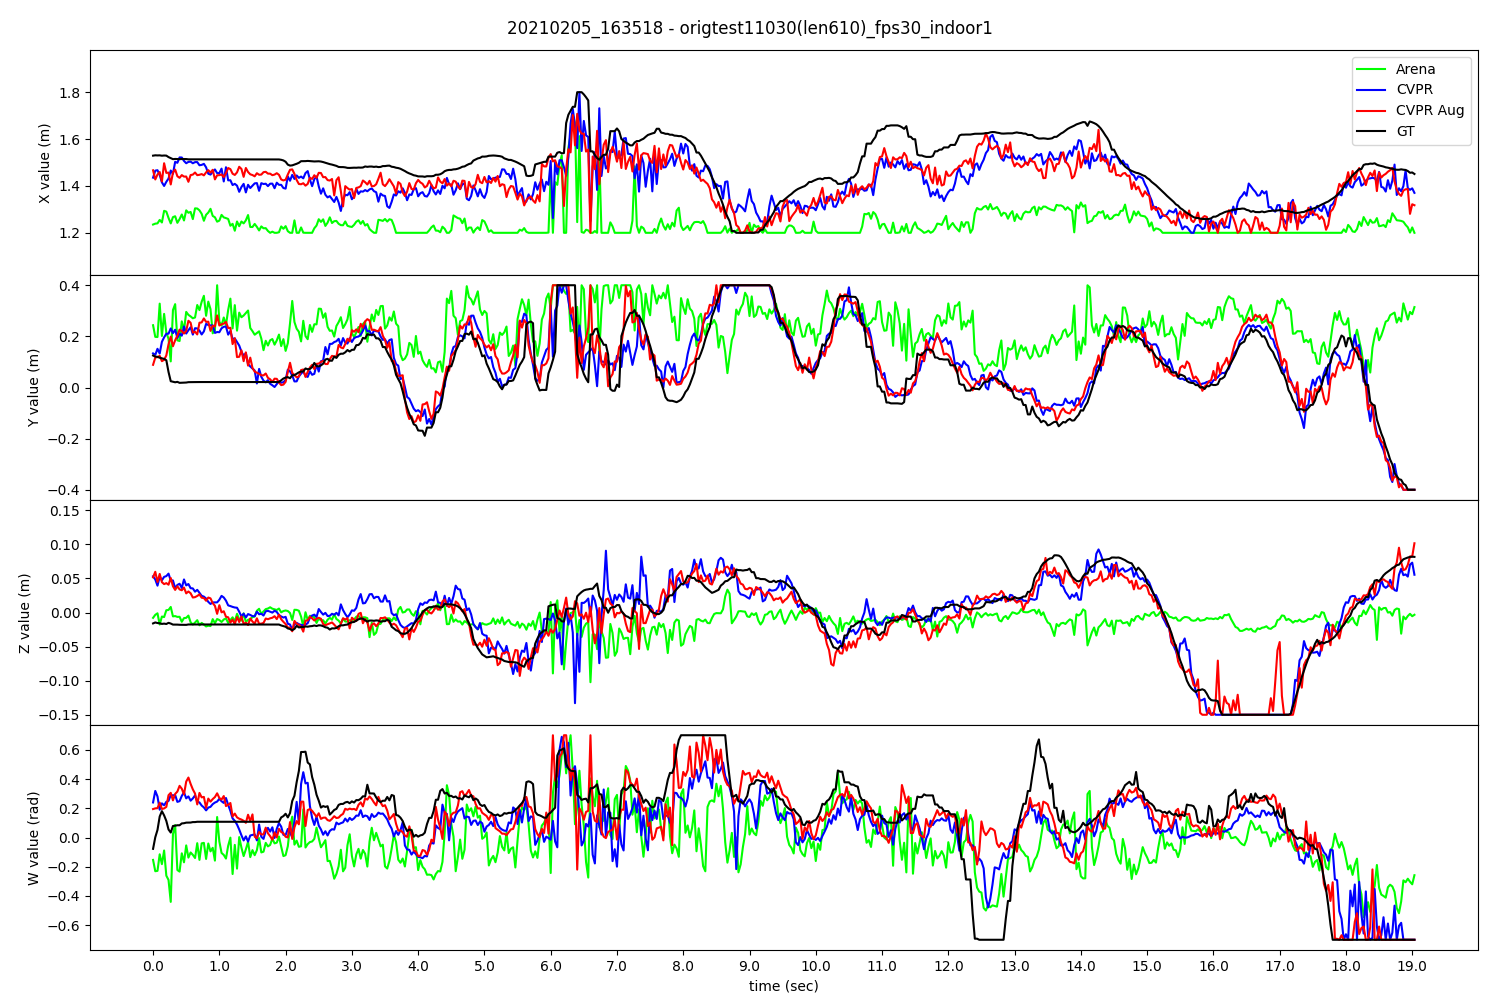 20210205_163518 - origtest11030(len610)_fps30_indoor1
Arena
CVPR
CVPR Aug
GT
X value (m)
1.8
1.6
1.4
1.2
Y value (m)
0.4
0.2
0.0
−0.2
−0.4
Z value (m)
0.15
0.10
0.05
0.00
−0.05
−0.10
−0.15
W value (rad)
0.6
0.4
0.2
0.0
−0.2
−0.4
−0.6
0.0 1.0 2.0 3.0 4.0 5.0 6.0 7.0 8.0 9.0 10.0 11.0 12.0 13.0 14.0 15.0 16.0 17.0 18.0 19.0
time (sec)